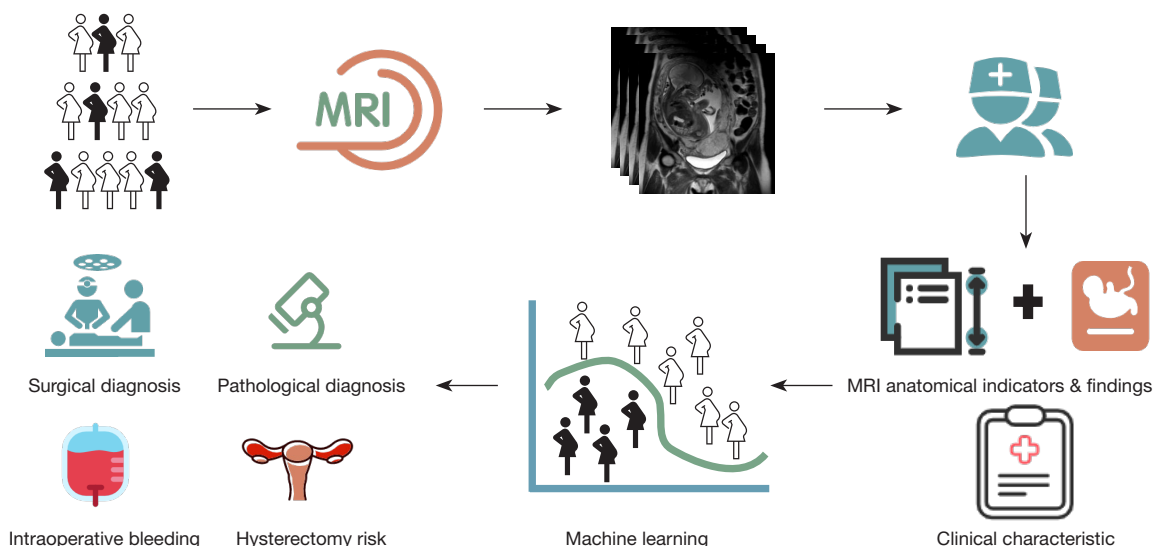 MRI
Surgical diagnosis
Pathological diagnosis
MRI anatomical indicators & findings
Intraoperative bleeding
Hysterectomy risk
Machine learning
Clinical characteristic